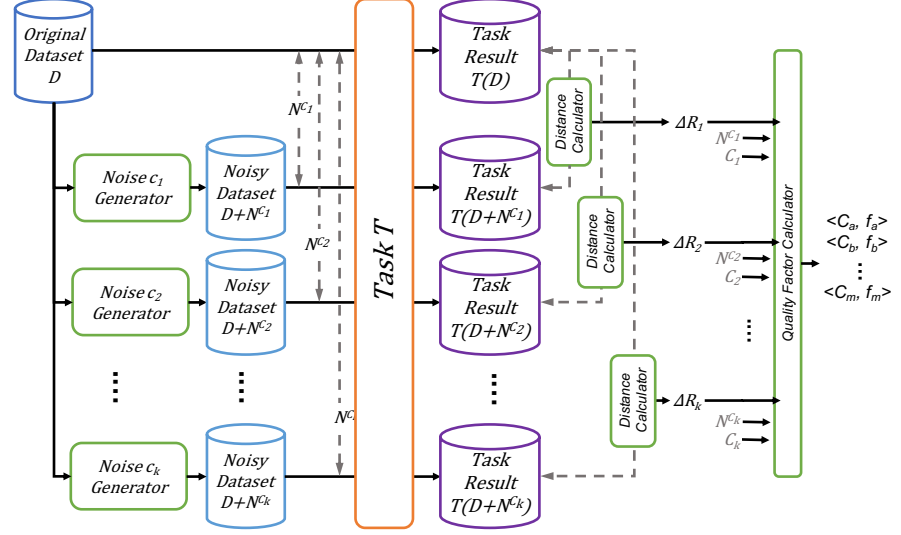 Original
Dataset
D
Noise c1
Generator
Noisy
Dataset
D+N^C1
Noise c2
Generator
Noisy
Dataset
D+N^C2
Noise ck
Generator
Noisy
Dataset
D+N^Ck
N^C1
N^C2
Task T
Task
Result
T(D)
Task
Result
T(D+N^C1)
Task
Result
T(D+N^C2)
Task
Result
T(D+N^Ck)
Distance
Calculator
Distance
Calculator
Distance
Calculator
ΔR1
N^C1
C1
ΔR2
N^C2
C2
ΔRk
N^Ck
Ck
Quality Factor Calculator
<Ca, fa>
<Cb, fb>
<Cm, fm>